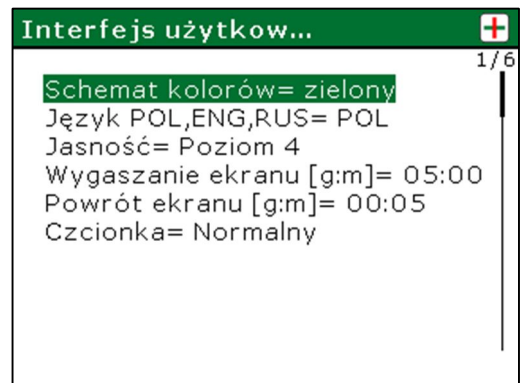 Interfejs użytkow...
1/6
Schemat kolorów= zielony
Język POL,ENG,RUS= POL
Jasność= Poziom 4
Wygaszanie ekranu [g:m]= 05:00
Powrót ekranu [g:m]= 00:05
Czcionka= Normalny